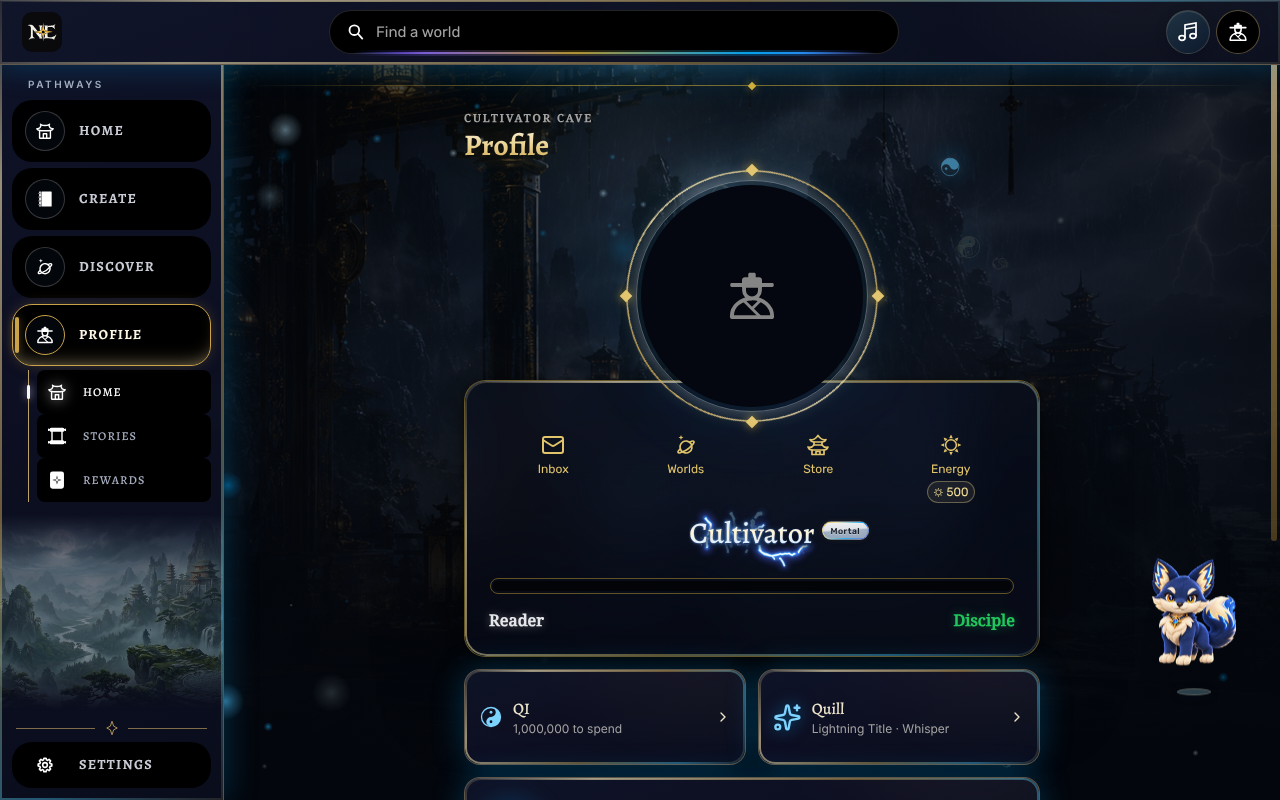 NE
Find a world
PATHWAYS
HOME
CREATE
DISCOVER
PROFILE
HOME
STORIES
REWARDS
SETTINGS
CULTIVATOR CAVE
Profile
Inbox
Worlds
Store
Energy
500
Cultivator
Mortal
Reader
Disciple
QI
1,000,000 to spend
Quill
Lightning Title · Whisper